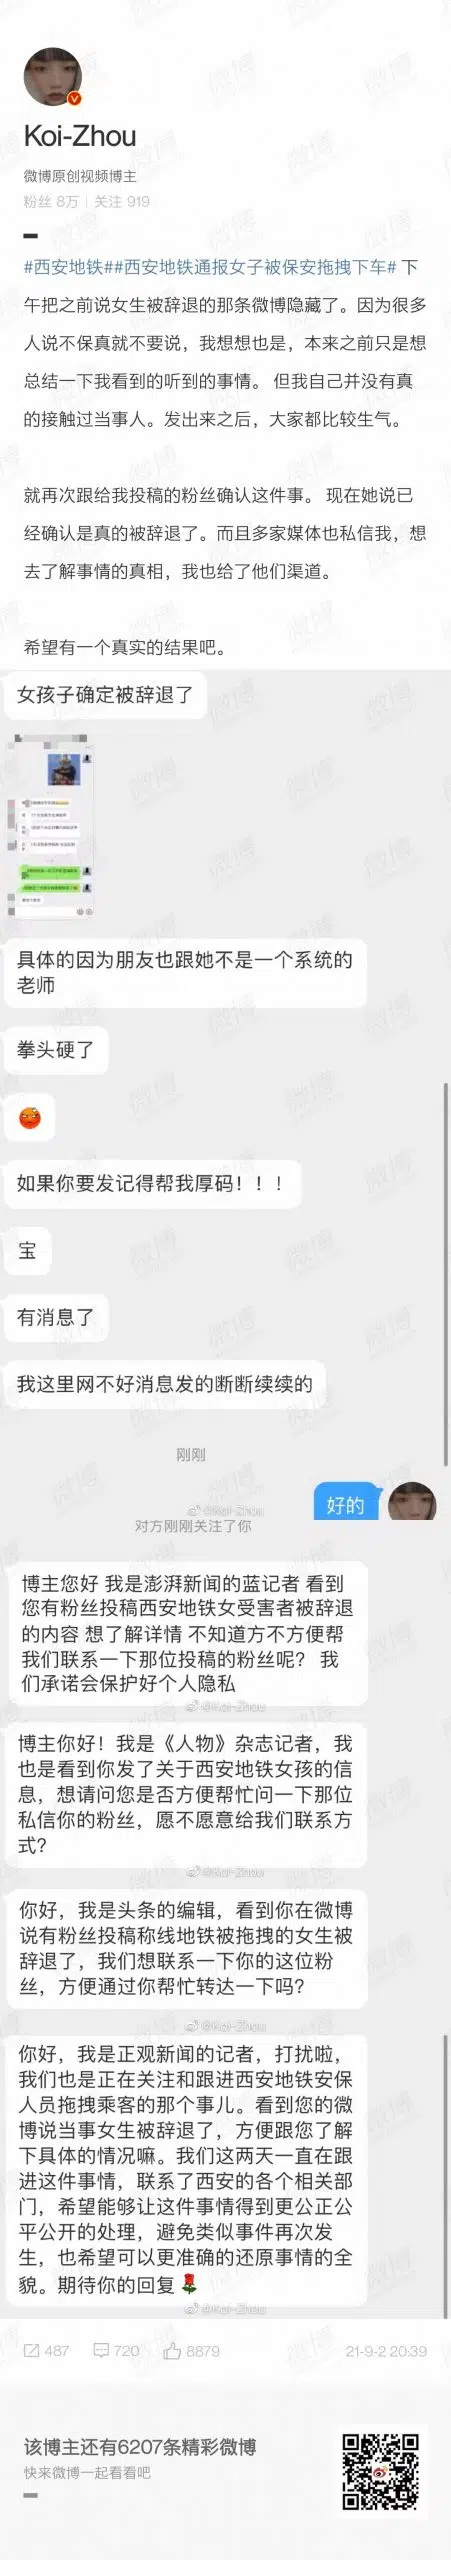 Koi-Zhou
微博原创视频博主
粉丝 8万 | 关注 919
#西安地铁##西安地铁通报女子被保安拖拽下车# 下
午把之前说女生被辞退的那条微博隐藏了。因为很多
人说不保真就不要说，我想想也是，本来之前只是想
总结一下我看到的听到的事情。 但我自己并没有真
的接触过当事人。发出来之后，大家都比较生气。
就再次跟给我投稿的粉丝确认这件事。 现在她说已
经确认是真的被辞退了。而且多家媒体也私信我，想
去了解事情的真相，我也给了他们渠道。
希望有一个真实的结果吧。
女孩子确定被辞退了
具体的因为朋友也跟她不是一个系统的
老师
拳头硬了
如果你要发记得帮我厚码！！！
宝
有消息了
我这里网不好消息发的断断续续的
刚刚
好的
@Koi-Zhou
对方刚刚关注了你
博主您好 我是澎湃新闻的蓝记者 看到
您有粉丝投稿西安地铁女受害者被辞退
的内容 想了解详情 不知道方不方便帮
我们联系一下那位投稿的粉丝呢？ 我
们承诺会保护好个人隐私
@Koi-Zhou
博主你好！我是《人物》杂志记者，我
也是看到你发了关于西安地铁女孩的信
息，想请问您是否方便帮忙问一下那位
私信你的粉丝，愿不愿意给我们联系方
式？
@Koi-Zhou
你好，我是头条的编辑，看到你在微博
说有粉丝投稿称线地铁被拖拽的女生被
辞退了，我们想联系一下你的这位粉
丝，方便通过你帮忙转达一下吗？
@Koi-Zhou
你好，我是正观新闻的记者，打扰啦，
我们也是正在关注和跟进西安地铁安保
人员拖拽乘客的那个事儿。看到您的微
博说当事女生被辞退了，方便跟您了解
下具体的情况嘛。我们这两天一直在跟
进这件事情，联系了西安的各个相关部
门，希望能够让这件事情得到更公正公
平公开的处理，避免类似事件再次发
生，也希望可以更准确的还原事情的全
貌。期待你的回复🌹
@Koi-Zhou
487 720 8879 21-9-2 20:39
该博主还有6207条精彩微博
快来微博一起看看吧